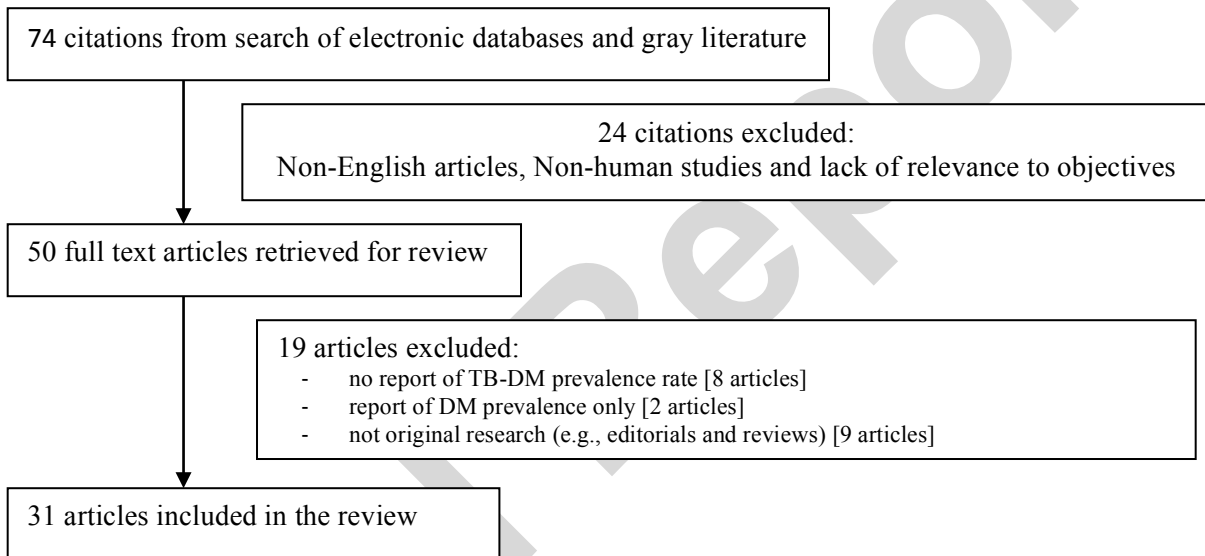 74 citations from search of electronic databases and gray literature
24 citations excluded:
Non-English articles, Non-human studies and lack of relevance to objectives
50 full text articles retrieved for review
19 articles excluded:
- no report of TB-DM prevalence rate [8 articles]
- report of DM prevalence only [2 articles]
- not original research (e.g., editorials and reviews) [9 articles]
31 articles included in the review